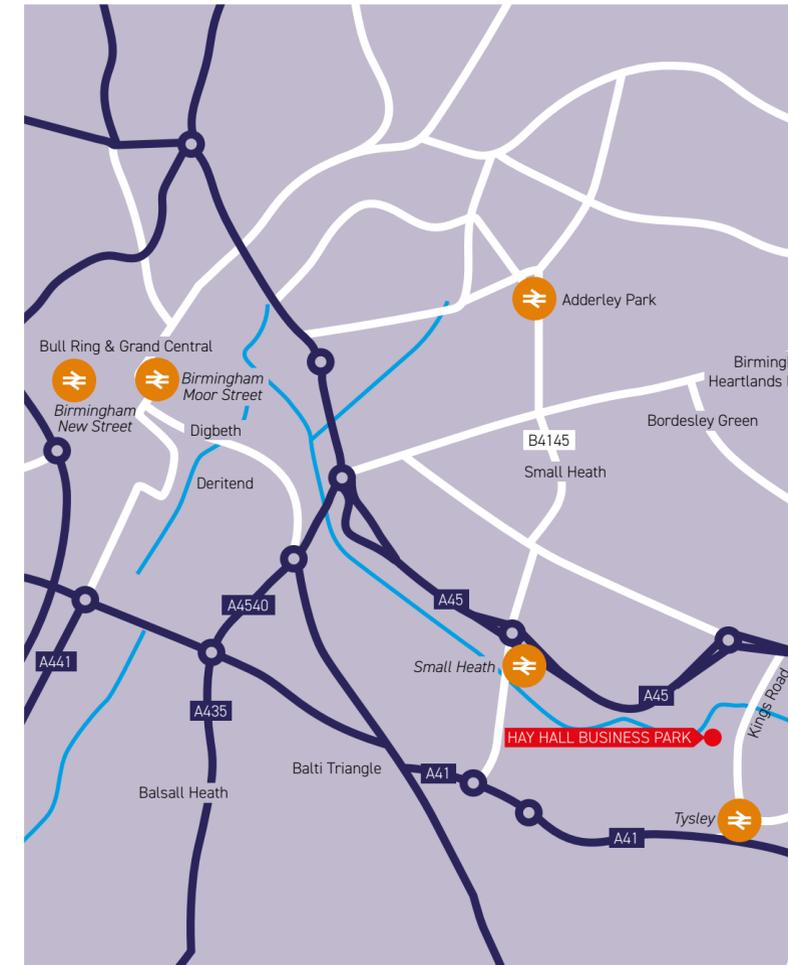 Adderley Park
Bull Ring & Grand Central
Birmingham
Moor Street
Birmingham
New Street
Heartlands
Bordesley Green
Digbeth
B4145
Small Heath
Deritend
A4540
A45
A441
Small Heath
A45
Kings Road
A435
HAY HALL BUSINESS PARK
Balti Triangle
A41
Balsall Heath
Tysley
A41